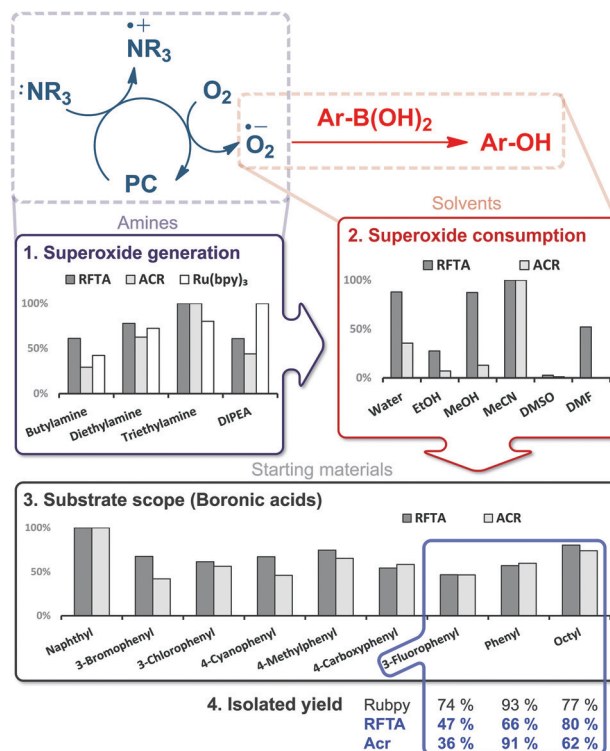 •+
NR3
:NR3
O2
•−
O2
PC
Ar-B(OH)2
Ar-OH
Amines
Solvents
1. Superoxide generation
RFTA ACR Ru(bpy)3
100%
50%
0%
Butylamine Diethylamine Triethylamine DIPEA
2. Superoxide consumption
RFTA ACR
100%
50%
0%
Water EtOH MeOH MeCN DMSO DMF
Starting materials
3. Substrate scope (Boronic acids)
RFTA ACR
100%
50%
0%
Naphthyl 3-Bromophenyl 3-Chlorophenyl 4-Cyanophenyl 4-Methylphenyl 4-Carboxyphenyl 3-Fluorophenyl Phenyl Octyl
4. Isolated yield Rubpy 74 % 93 % 77 %
RFTA 47 % 66 % 80 %
Acr 36 % 91 % 62 %